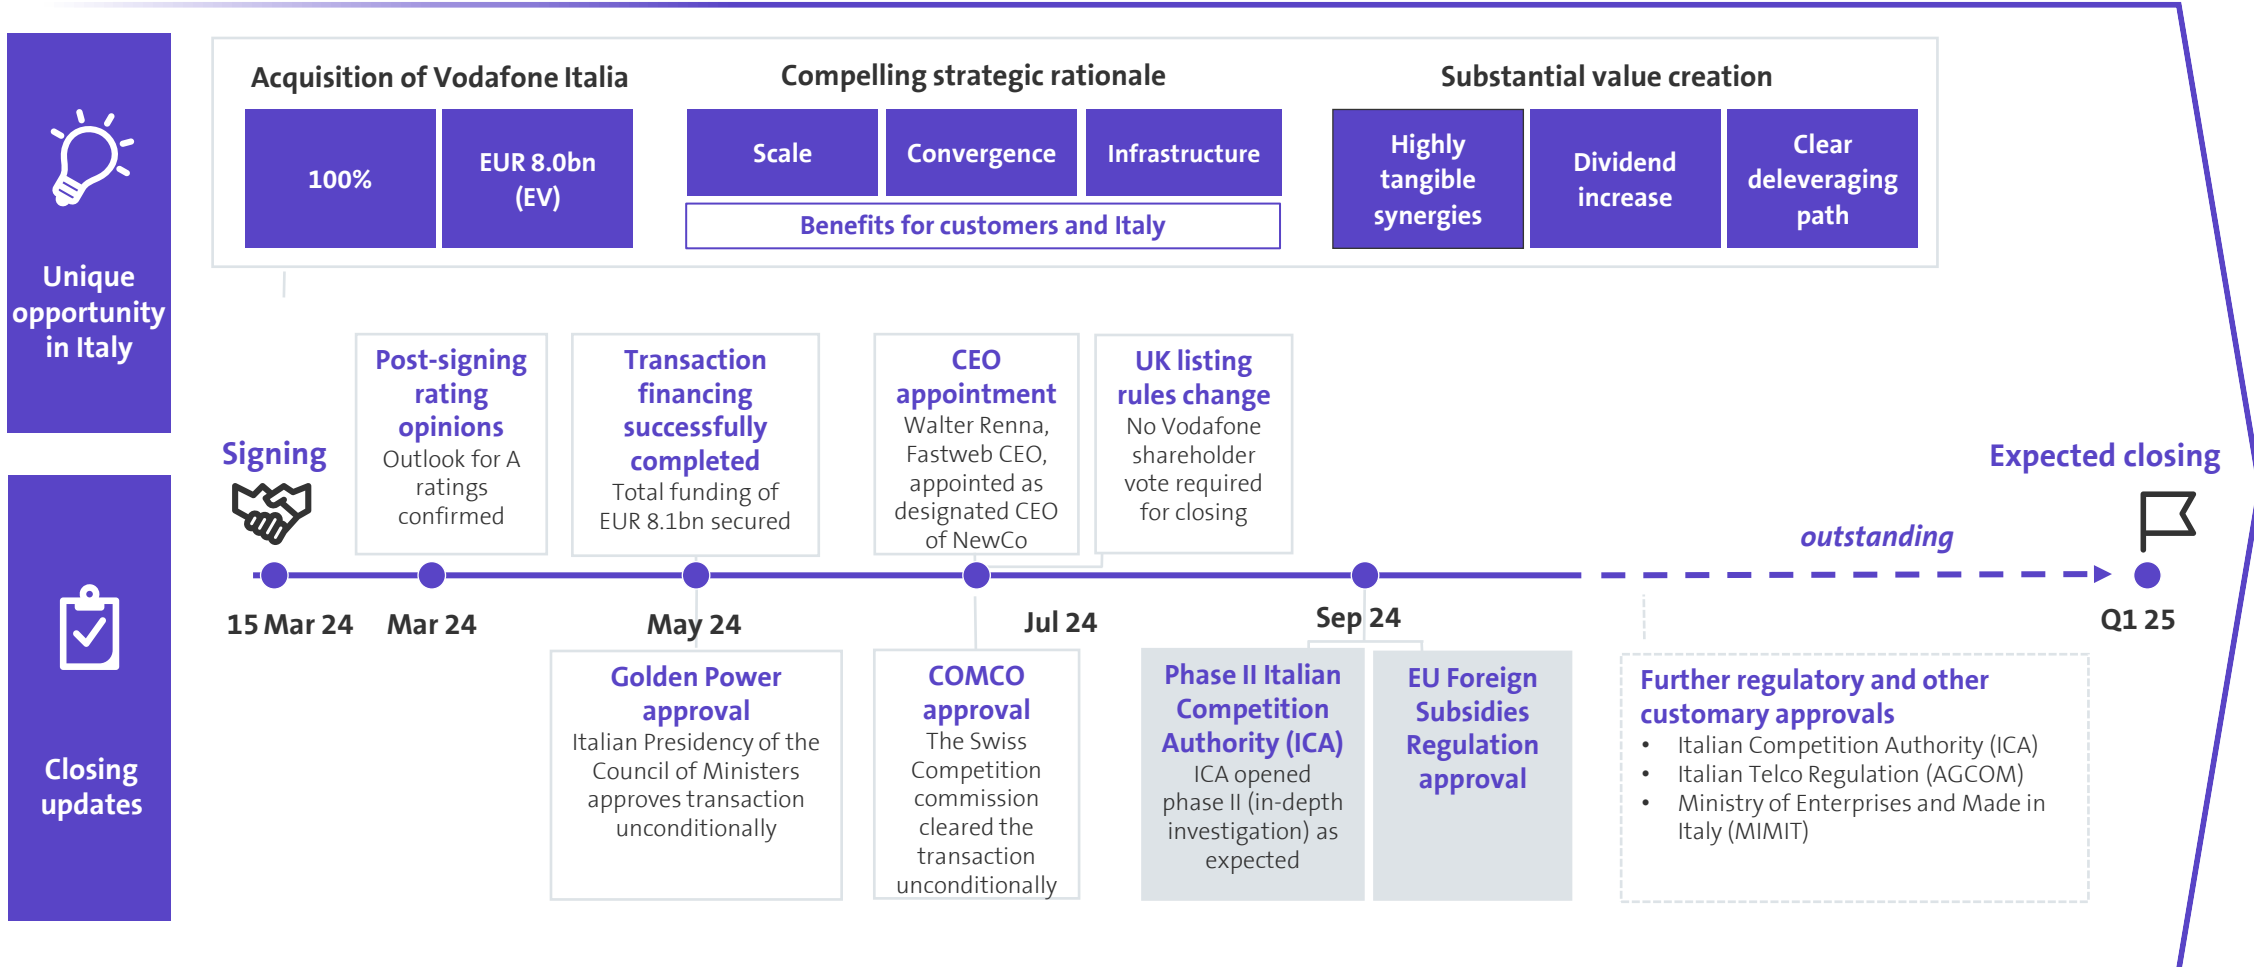 Unique
opportunity
in Italy
Acquisition of Vodafone Italia
100%
EUR 8.0bn
(EV)
Compelling strategic rationale
Scale
Convergence
Infrastructure
Benefits for customers and Italy
Substantial value creation
Highly
tangible
synergies
Dividend
increase
Clear
deleveraging
path
Closing
updates
Signing
15 Mar 24
Post-signing
rating
opinions
Outlook for A
ratings
confirmed
Mar 24
Transaction
financing
successfully
completed
Total funding of
EUR 8.1bn secured
May 24
Golden Power
approval
Italian Presidency of the
Council of Ministers
approves transaction
unconditionally
CEO
appointment
Walter Renna,
Fastweb CEO,
appointed as
designated CEO
of NewCo
UK listing
rules change
No Vodafone
shareholder
vote required
for closing
Jul 24
COMCO
approval
The Swiss
Competition
commission
cleared the
transaction
unconditionally
Sep 24
Phase II Italian
Competition
Authority (ICA)
ICA opened
phase II (in-depth
investigation) as
expected
EU Foreign
Subsidies
Regulation
approval
outstanding
Further regulatory and other
customary approvals
• Italian Competition Authority (ICA)
• Italian Telco Regulation (AGCOM)
• Ministry of Enterprises and Made in
Italy (MIMIT)
Expected closing
Q1 25